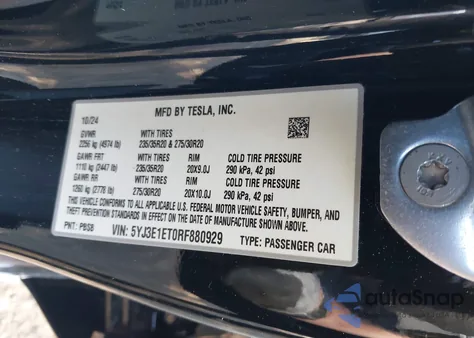 MFD BY TESLA, INC.
10/24
GVWR WITH TIRES
2256 kg (4974 lb) 235/35R20 & 275/30R20
GAWR FRT WITH TIRES RIM COLD TIRE PRESSURE
1110 kg (2447 lb) 235/35R20 20X9.0J 290 kPa, 42 psi
GAWR RR WITH TIRES RIM COLD TIRE PRESSURE
1260 kg (2778 lb) 275/30R20 20X10.0J 290 kPa, 42 psi
THIS VEHICLE CONFORMS TO ALL APPLICABLE
U.S. FEDERAL MOTOR VEHICLE SAFETY, BUMPER, AND
THEFT PREVENTION STANDARDS IN EFFECT ON THE DATE
OF MANUFACTURE SHOWN ABOVE.
PNT: PBSB VIN: 5YJ3E1ET0RF880929 TYPE: PASSENGER CAR
autoSnap